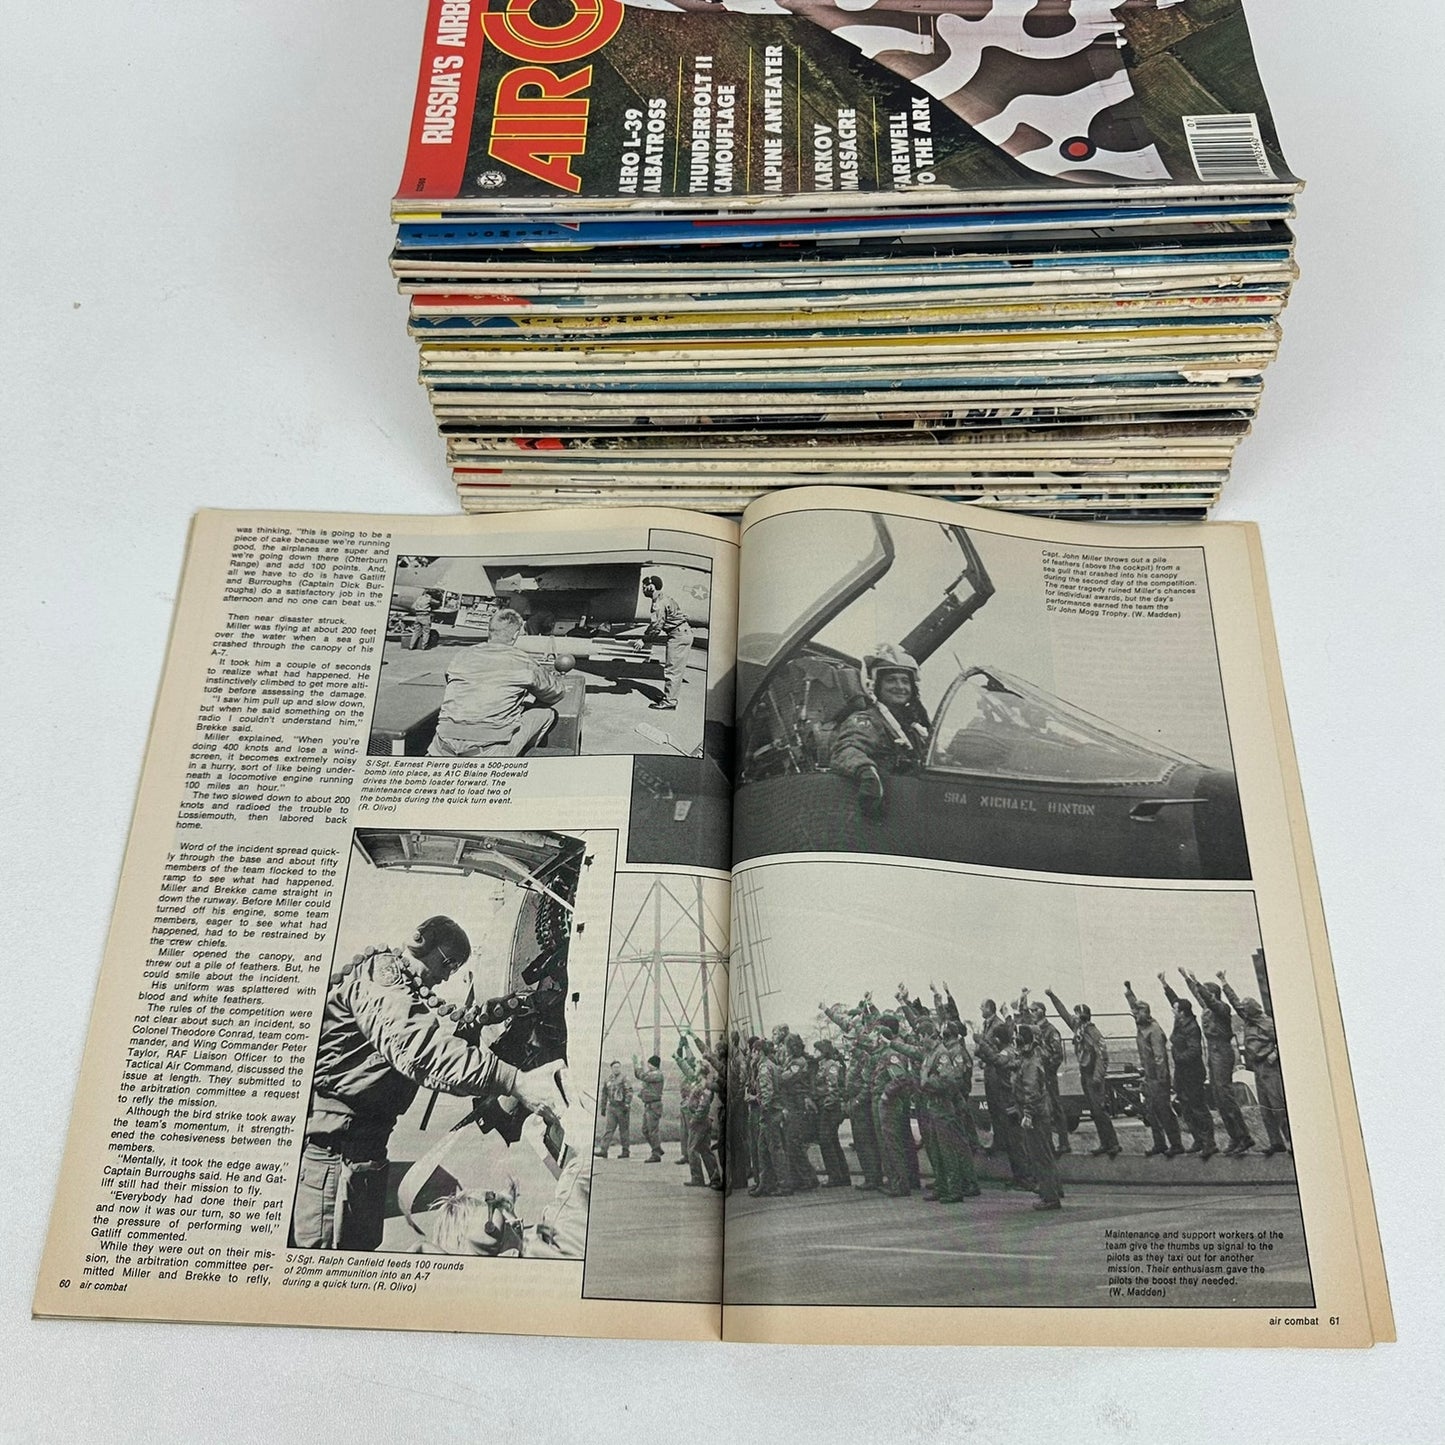 RUSSIA'S AIRBO
AIR CO
AERO L-39
ALBATROSS
THUNDERBOLT II
CAMOUFLAGE
ALPINE ANTEATER
KARKOV
MASSACRE
FAREWELL
TO THE ARK
07
02080
AIR COMBAT
AIR COMBAT
was thinking, "this is going to be a
piece of cake because we're running
good, the airplanes are super and
we're going down there (Otterburn
Range) and add 100 points. And,
all we have to do is have Gatliff
and Burroughs (Captain Dick Bur-
roughs) do a satisfactory job in the
afternoon and no one can beat us."
Then near disaster struck.
Miller was flying at about 200 feet
over the water when a sea gull
crashed through the canopy of his
A-7.
It took him a couple of seconds
to realize what had happened. He
instinctively climbed to get more alti-
tude before assessing the damage.
"I saw him pull up and slow down,
but when he said something on the
radio I couldn't understand him,"
Brekke said.
Miller explained, "When you're
doing 400 knots and lose a wind-
screen, it becomes extremely noisy
in a hurry, sort of like being under-
neath a locomotive engine running
100 miles an hour."
The two slowed down to about 200
knots and radioed the trouble to
Lossiemouth, then labored back
home.
Word of the incident spread quick-
ly through the base and about fifty
members of the team flocked to the
ramp to see what had happened.
Miller and Brekke came straight in
down the runway. Before Miller could
turned off his engine, some team
members, eager to see what had
happened, had to be restrained by
the crew chiefs.
Miller opened the canopy, and
threw out a pile of feathers. But, he
could smile about the incident.
His uniform was splattered with
blood and white feathers.
The rules of the competition were
not clear about such an incident, so
Colonel Theodore Conrad, team com-
mander, and Wing Commander Peter
Taylor, RAF Liaison Officer to the
Tactical Air Command, discussed the
issue at length. They submitted to
the arbitration committee a request
to refly the mission.
Although the bird strike took away
the team's momentum, it strength-
ened the cohesiveness between the
members.
"Mentally, it took the edge away,"
Captain Burroughs said. He and Gat-
liff still had their mission to fly.
"Everybody had done their part
and now it was our turn, so we felt
the pressure of performing well,"
Gatliff commented.
While they were out on their mis-
sion, the arbitration committee per-
mitted Miller and Brekke to refly,
60 air combat
S/Sgt. Earnest Pierre guides a 500-pound
bomb into place, as A1C Blaine Rodewald
drives the bomb loader forward. The
maintenance crews had to load two of
the bombs during the quick turn event.
(R. Olivo)
S/Sgt. Ralph Canfield feeds 100 rounds
of 20mm ammunition into an A-7
during a quick turn. (R. Olivo)
Capt. John Miller throws out a pile
of feathers (above the cockpit) from a
sea gull that crashed into his canopy
during the second day of the competition.
The near tragedy ruined Miller's chances
for individual awards, but the day's
performance earned the team the
Sir John Mogg Trophy. (W. Madden)
SRA MICHAEL HINTON
AG
Maintenance and support workers of the
team give the thumbs up signal to the
pilots as they taxi out for another
mission. Their enthusiasm gave the
pilots the boost they needed.
(W. Madden)
air combat 61